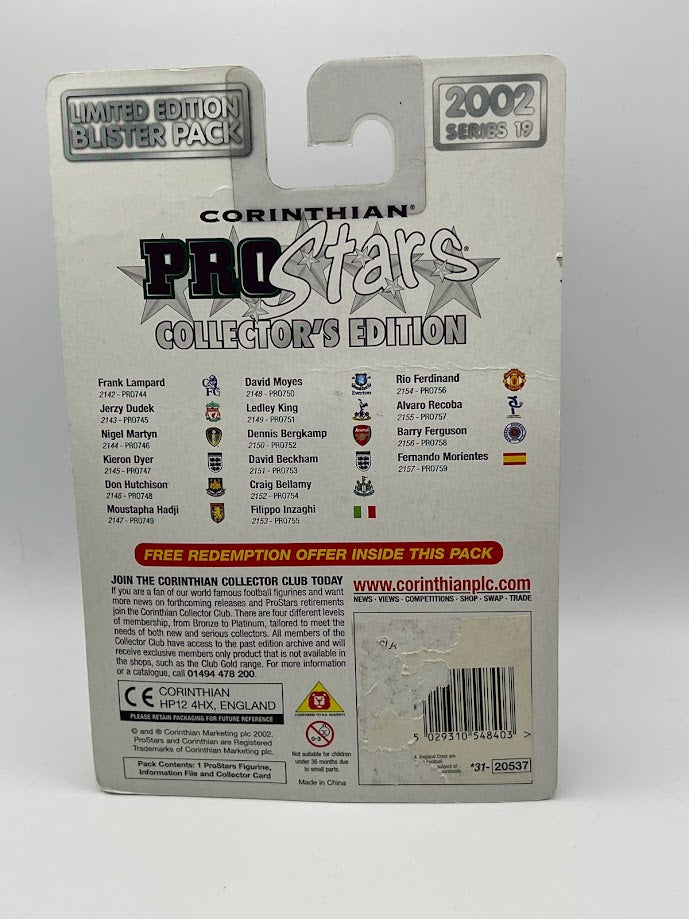 LIMITED EDITION
BLISTER PACK
2002
SERIES 19
CORINTHIAN®
PROStars®
COLLECTOR'S EDITION
Frank Lampard
2142 - PRO744
Jerzy Dudek
2143 - PRO745
Nigel Martyn
2144 - PRO746
Kieron Dyer
2145 - PRO747
Don Hutchison
2146 - PRO748
Moustapha Hadji
2147 - PRO749
David Moyes
2148 - PRO750
Everton
Ledley King
2149 - PRO751
Dennis Bergkamp
2150 - PRO752
Arsenal
David Beckham
2151 - PRO753
Craig Bellamy
2152 - PRO754
Filippo Inzaghi
2153 - PRO755
Rio Ferdinand
2154 - PRO756
Alvaro Recoba
2155 - PRO757
Barry Ferguson
2156 - PRO758
Fernando Morientes
2157 - PRO759
FREE REDEMPTION OFFER INSIDE THIS PACK
JOIN THE CORINTHIAN COLLECTOR CLUB TODAY
If you are a fan of our world famous football figurines and want
more news on forthcoming releases and ProStars retirements
join the Corinthian Collector Club. There are four different levels
of membership, from Bronze to Platinum, tailored to meet the
needs of both new and serious collectors. All members of the
Collector Club have access to the past edition archive and will
receive exclusive members only product that is not available in
the shops, such as the Club Gold range. For more information
or a catalogue, call 01494 478 200.
www.corinthianplc.com
NEWS - VIEWS - COMPETITIONS - SHOP - SWAP - TRADE
CE CORINTHIAN
HP12 4HX, ENGLAND
PLEASE RETAIN PACKAGING FOR FUTURE REFERENCE
© and ® Corinthian Marketing plc 2002.
ProStars and Corinthian are Registered
Trademarks of Corinthian Marketing plc.
Pack Contents: 1 ProStars Figurine,
Information File and Collector Card
0-3
Not suitable for children
under 36 months due
to small parts
Made in China
5 029310 548403 >
England Crest are
Football
*31- 20537